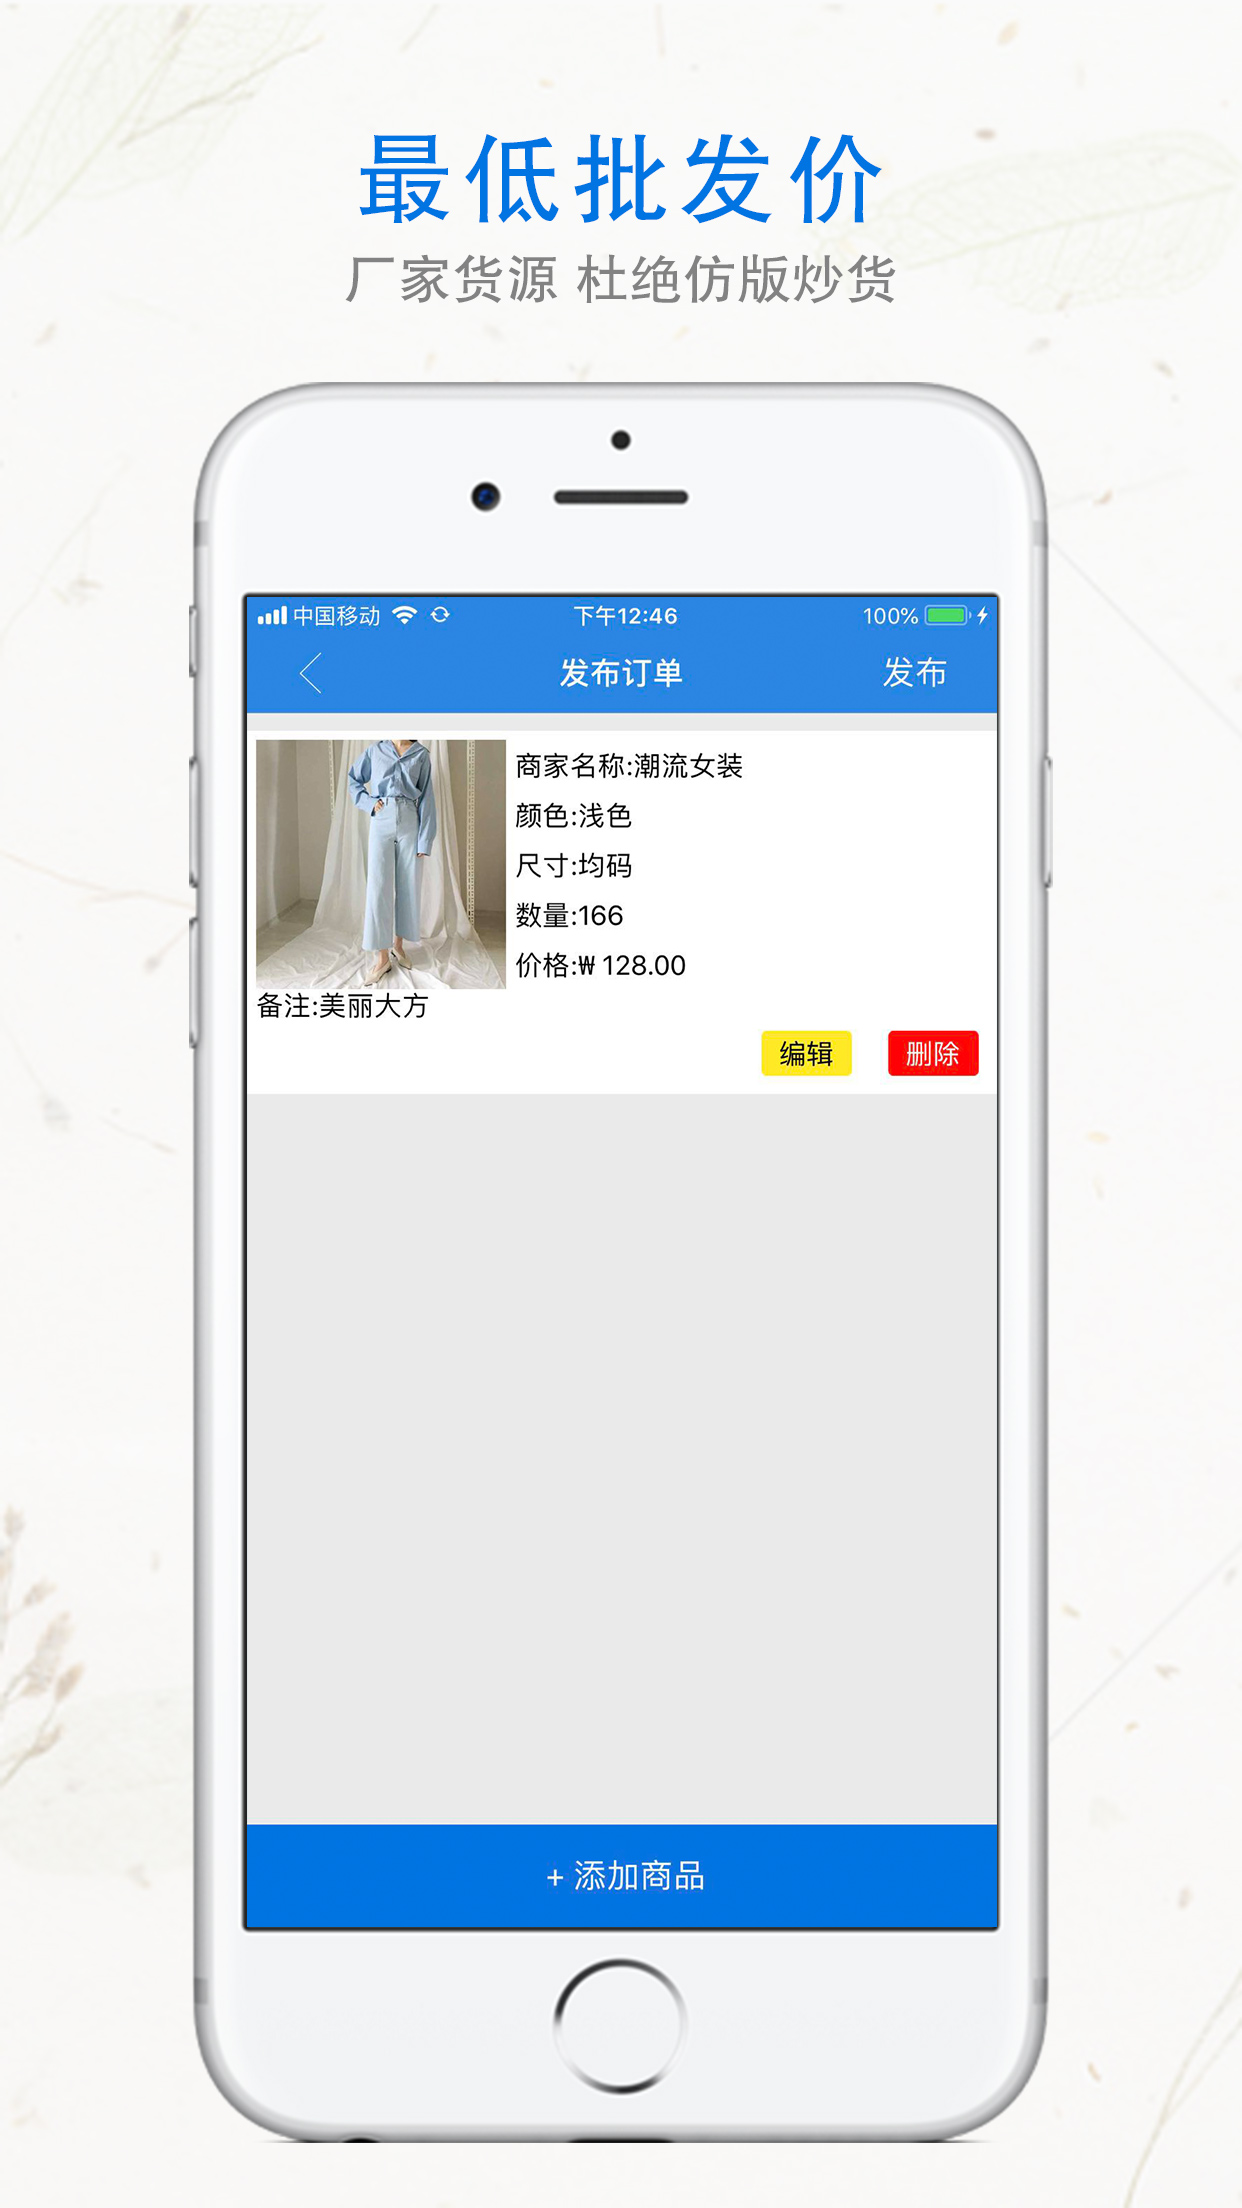 最低批发价
厂家货源 杜绝仿版炒货
中国移动 下午12:46 100%
发布订单 发布
商家名称:潮流女装
颜色:浅色
尺寸:均码
数量:166
价格:₩ 128.00
备注:美丽大方
编辑 删除
+ 添加商品